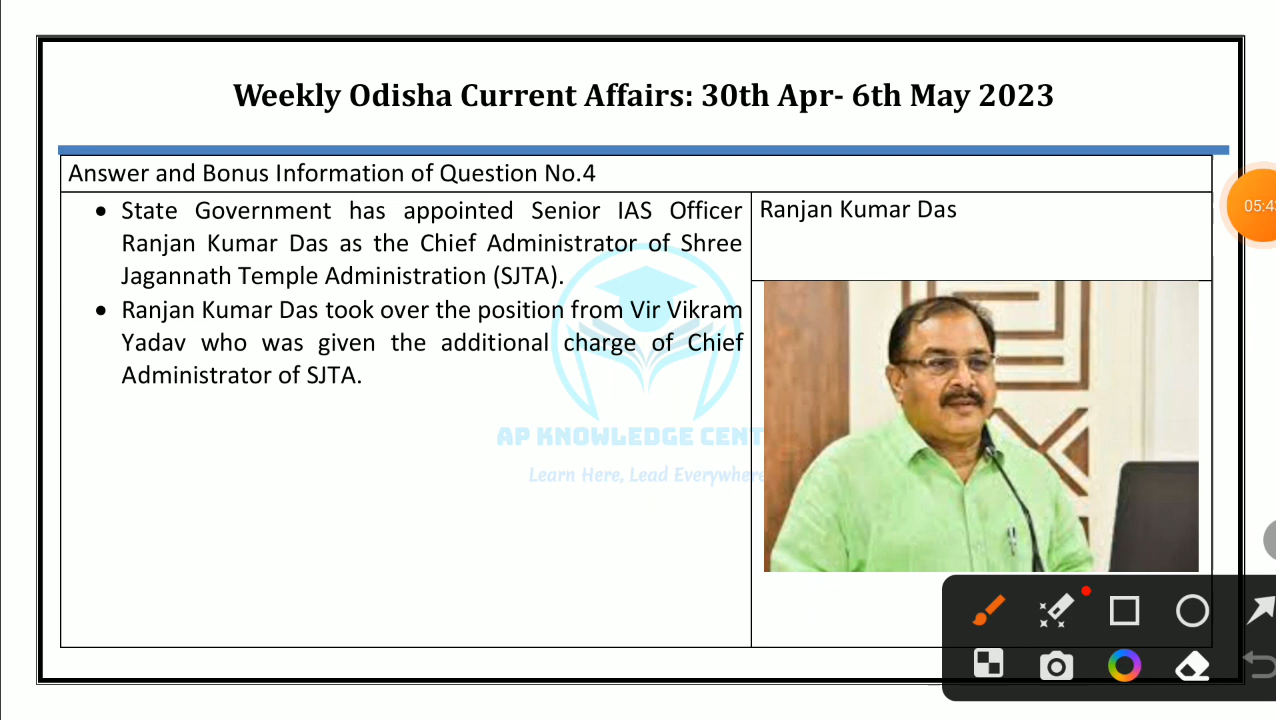 Weekly Odisha Current Affairs: 30th Apr- 6th May 2023
Answer and Bonus Information of Question No.4
• State Government has appointed Senior IAS Officer
Ranjan Kumar Das as the Chief Administrator of Shree
Jagannath Temple Administration (SJTA).
• Ranjan Kumar Das took over the position from Vir Vikram
Yadav who was given the additional charge of Chief
Administrator of SJTA.
Ranjan Kumar Das
AP KNOWLEDGE CENT
Learn Here, Lead Everywhere
05:4